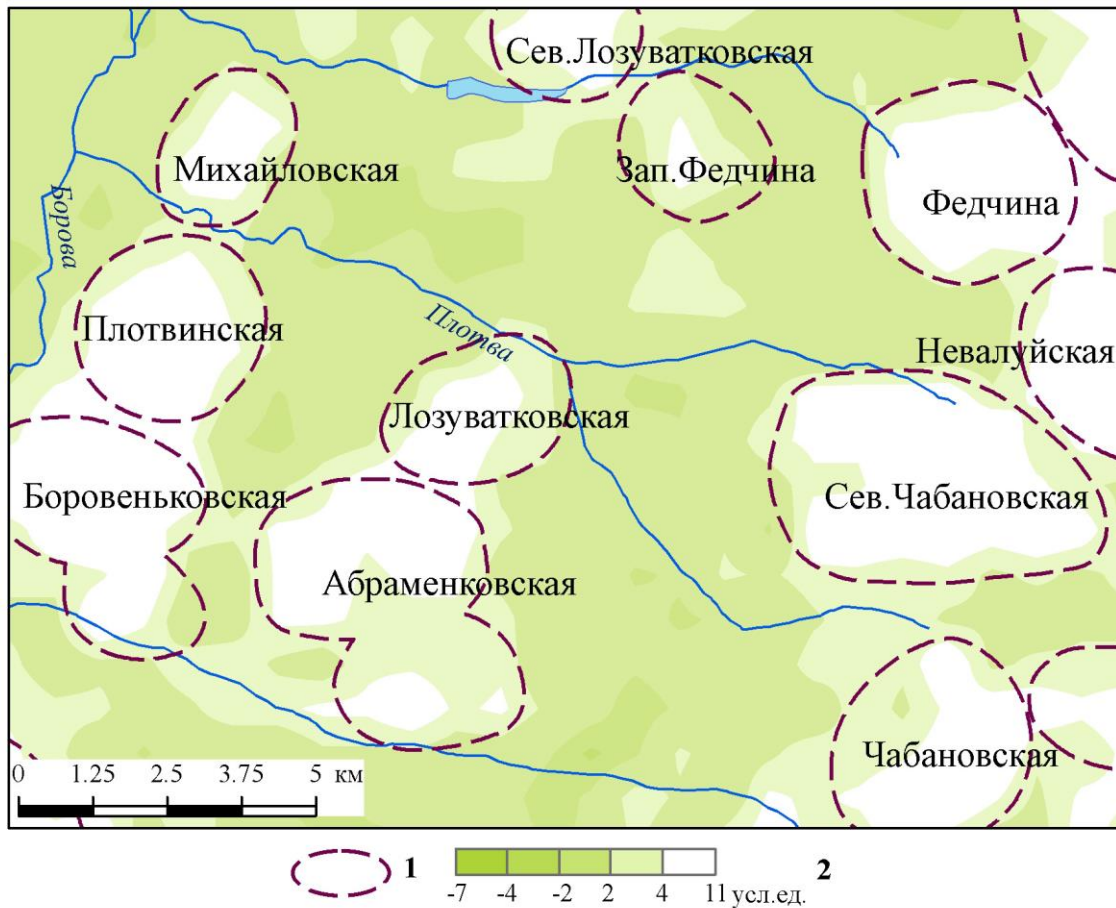 Сев.Лозуватковская
Михайловская
Зап.Федчина
Федчина
Борова
Плотвинская
Плотва
Невалуйская
Лозуватковская
Боровеньковская
Сев.Чабановская
Абраменковская
Чабановская
0 1.25 2.5 3.75 5 км
1 2
-7 -4 -2 2 4 11 усл.ед.